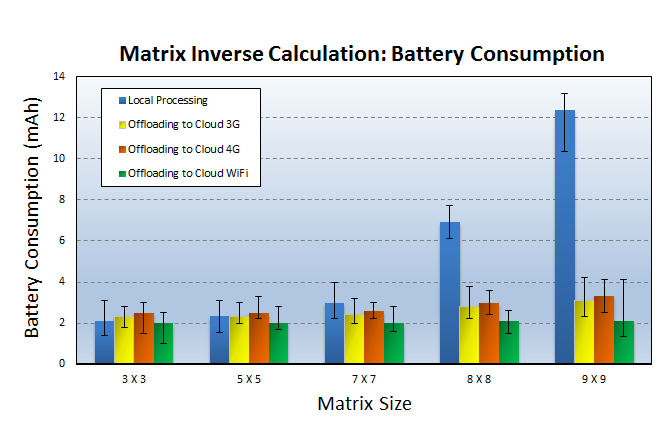 Matrix Inverse Calculation: Battery Consumption
14
12
10
8
6
4
2
0
Battery Consumption (mAh)
Local Processing
Offloading to Cloud 3G
Offloading to Cloud 4G
Offloading to Cloud WiFi
3 X 3
5 X 5
7 X 7
8 X 8
9 X 9
Matrix Size